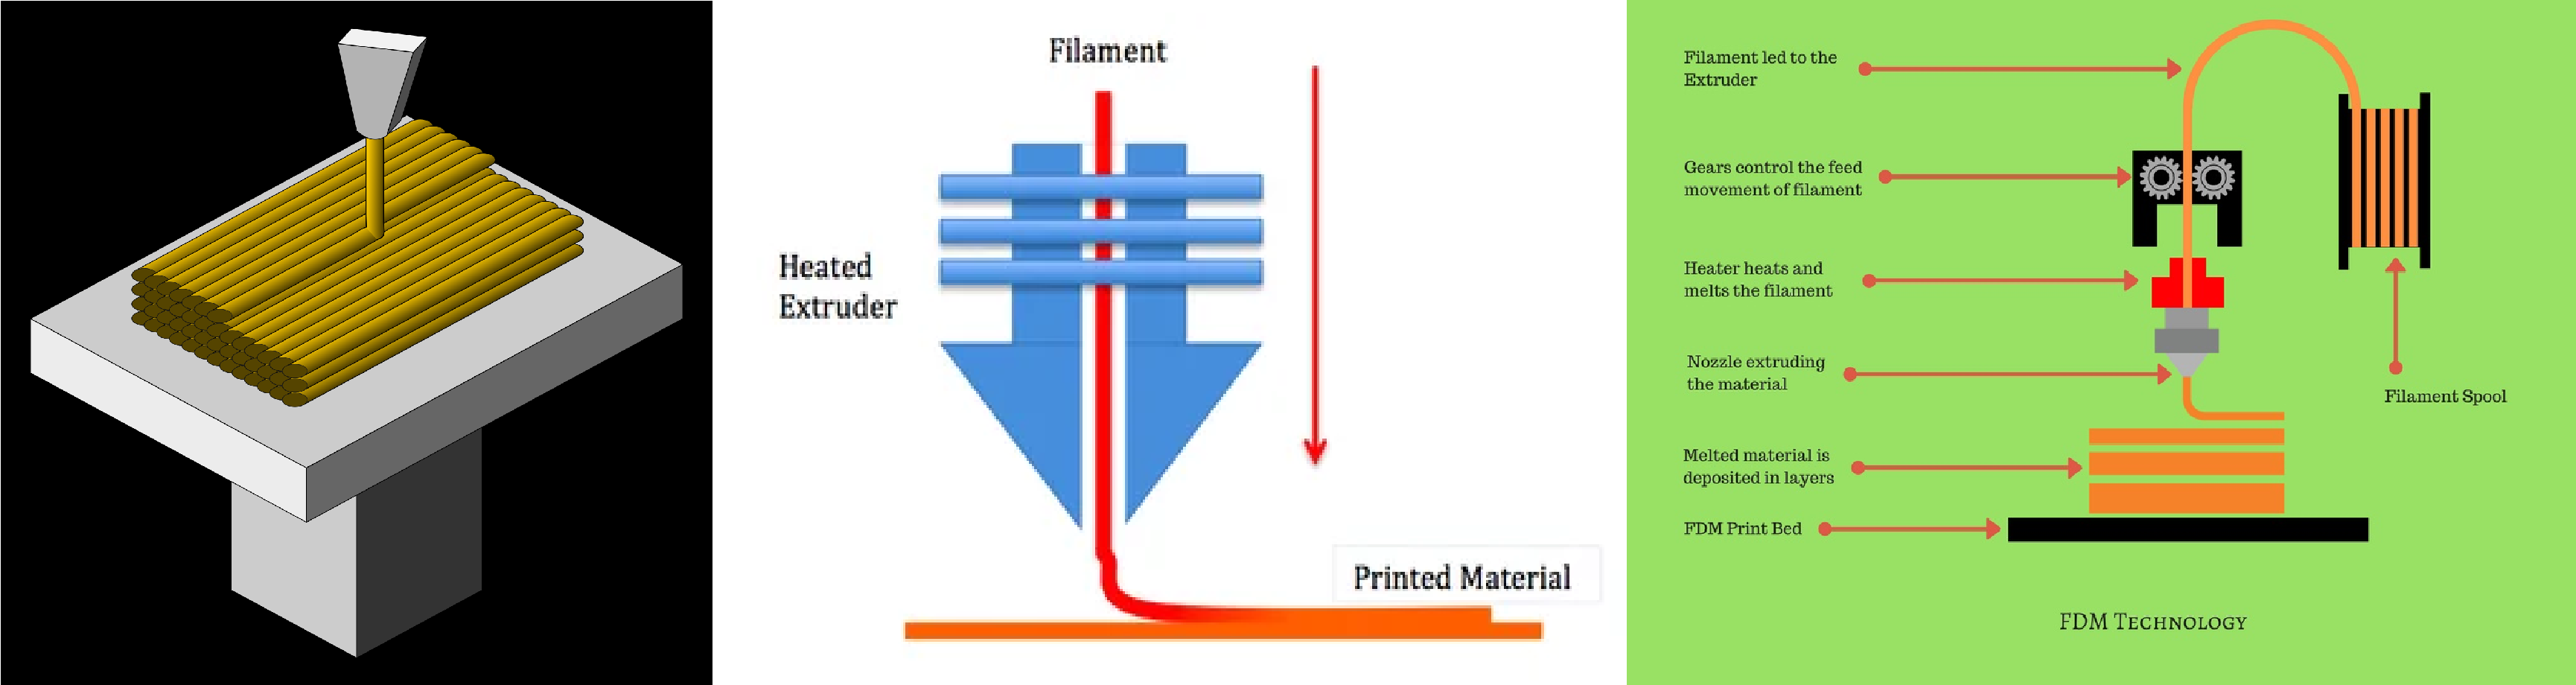 Filament
Heated
Extruder
Printed Material
Filament led to the
Extruder
Gears control the feed
movement of filament
Heater heats and
melts the filament
Nozzle extruding
the material
Filament Spool
Melted material is
deposited in layers
FDM Print Bed
FDM Technology